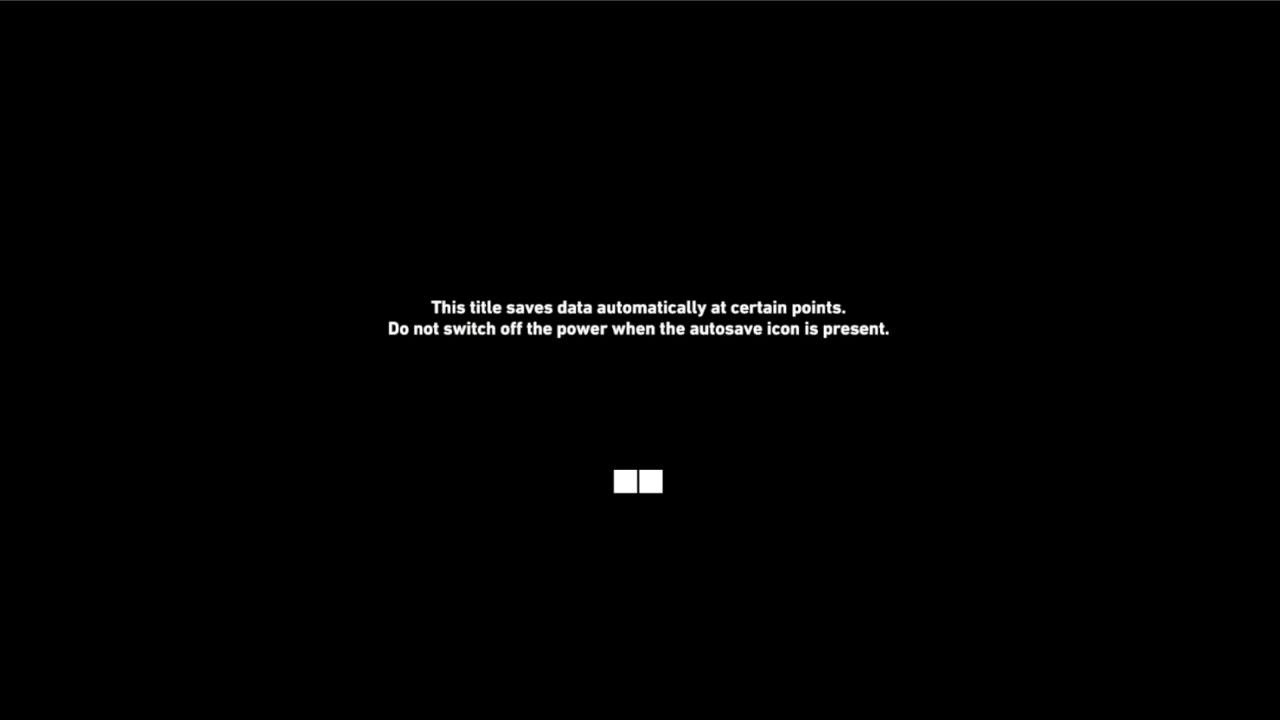 This title saves data automatically at certain points.
Do not switch off the power when the autosave icon is present.